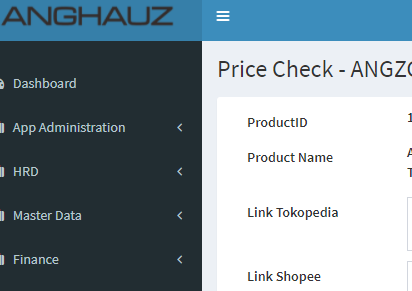 ANGHAUZ
Dashboard
App Administration
HRD
Master Data
Finance
Price Check - ANGZ
ProductID
Product Name
Link Tokopedia
Link Shopee